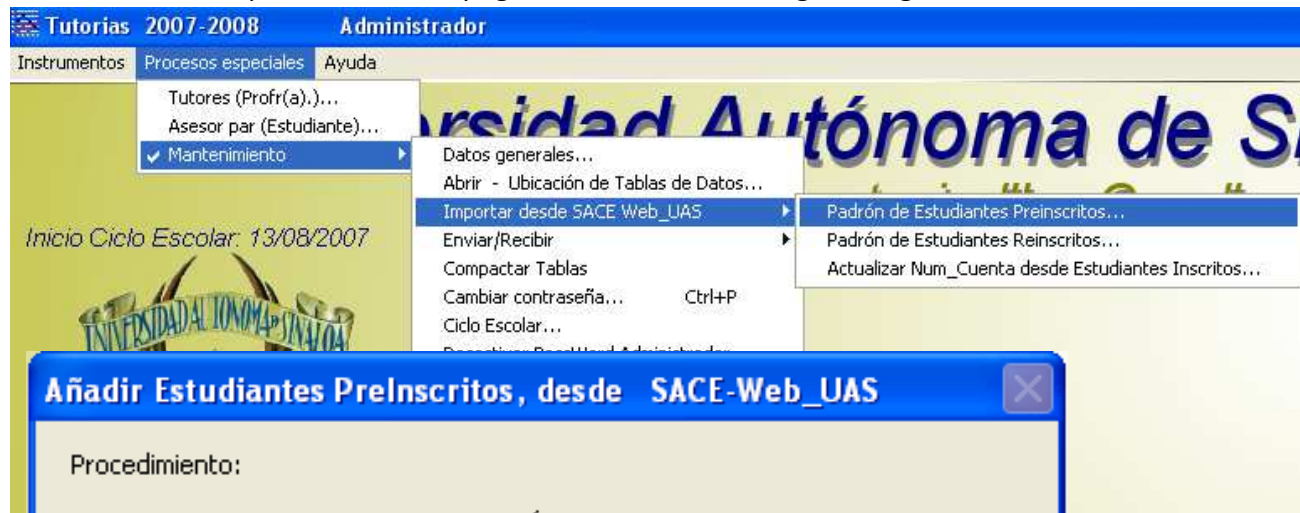 Tutorias 2007-2008 Administrador
Instrumentos Procesos especiales Ayuda
Tutores (Profr(a).)...
Asesor par (Estudiante)...
Mantenimiento
Autónoma de
Datos generales...
Abrir - Ubicación de Tablas de Datos...
Importar desde SACE Web_UAS
Enviar/Recibir
Compactar Tablas
Cambiar contraseña... Ctrl+P
Ciclo Escolar...
Padrón de Estudiantes Preinscritos...
Padrón de Estudiantes Reinscritos...
Actualizar Num_Cuenta desde Estudiantes Inscritos...
Inicio Ciclo Escolar: 13/08/2007
Añadir Estudiantes PreInscritos, desde SACE-Web_UAS
Procedimiento: